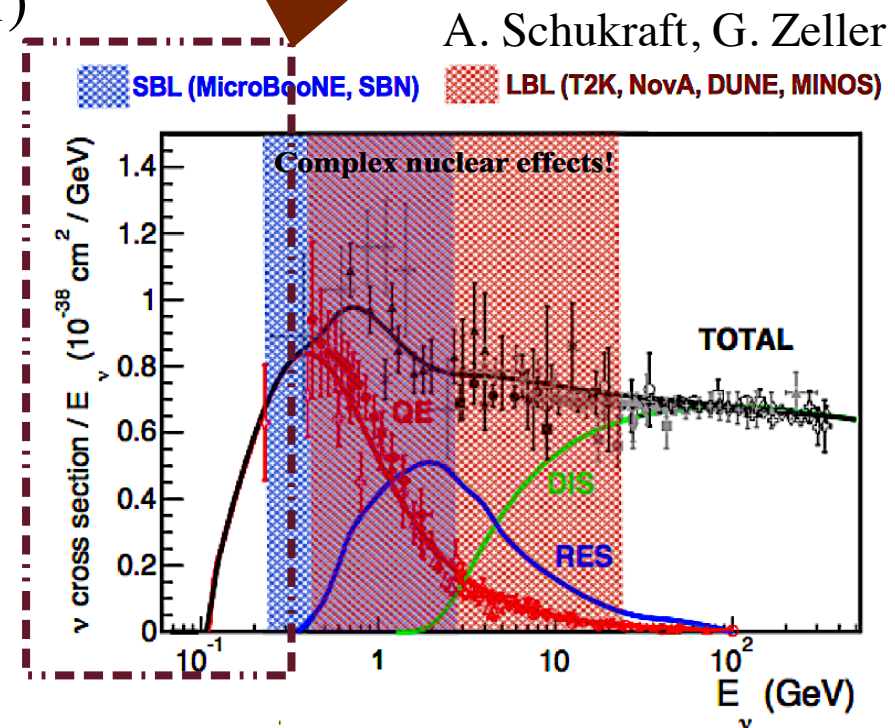 )
A. Schukraft, G. Zeller
SBL (MicroBooNE, SBN)
LBL (T2K, NovA, DUNE, MINOS)
Complex nuclear effects!
ν cross section / E_ν (10^-38 cm^2 / GeV)
1.4
1.2
1
0.8
0.6
0.4
0.2
0
TOTAL
QE
DIS
RES
10^-1
1
10
10^2
E_ν (GeV)